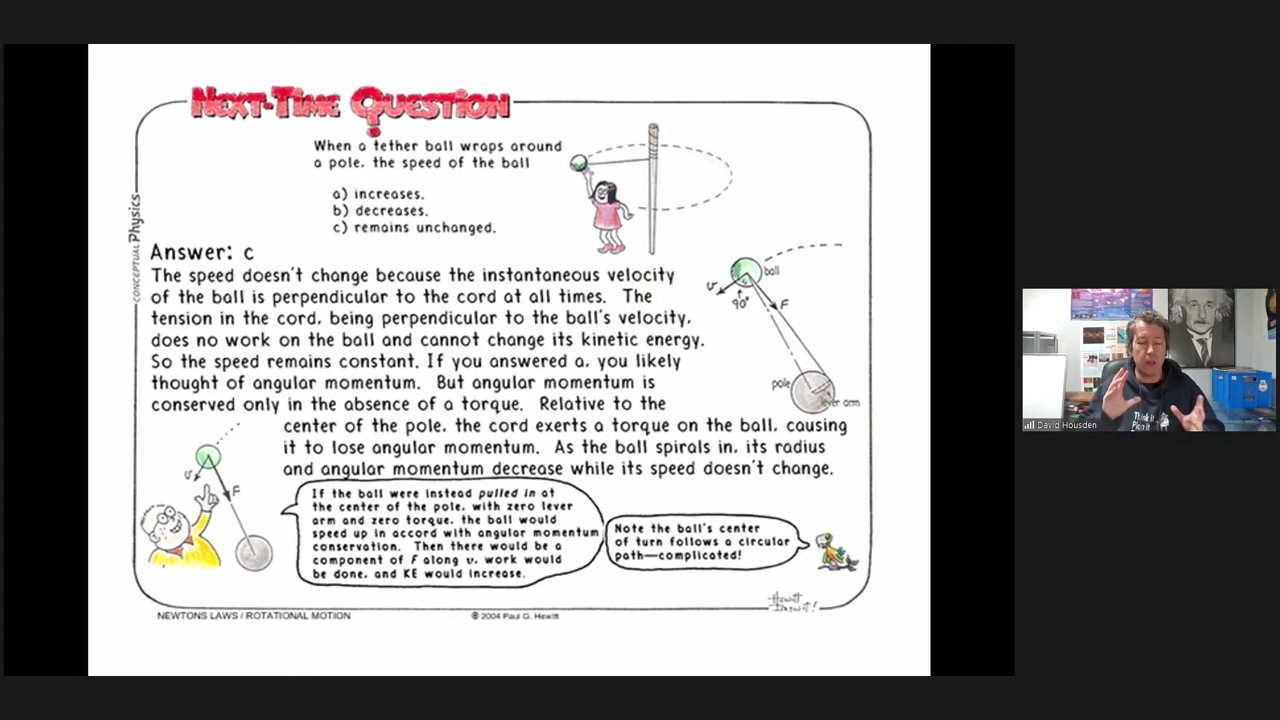 NEXT-TIME QUESTION
When a tether ball wraps around
a pole, the speed of the ball
a) increases.
b) decreases.
c) remains unchanged.
CONCEPTUAL Physics
Answer: c
The speed doesn't change because the instantaneous velocity
of the ball is perpendicular to the cord at all times. The
tension in the cord, being perpendicular to the ball's velocity,
does no work on the ball and cannot change its kinetic energy.
So the speed remains constant. If you answered a, you likely
thought of angular momentum. But angular momentum is
conserved only in the absence of a torque. Relative to the
center of the pole, the cord exerts a torque on the ball, causing
it to lose angular momentum. As the ball spirals in, its radius
and angular momentum decrease while its speed doesn't change.
ball
v
90°
F
pole
lever arm
v
F
If the ball were instead pulled in at
the center of the pole, with zero lever
arm and zero torque, the ball would
speed up in accord with angular momentum
conservation. Then there would be a
component of F along v, work would
be done, and KE would increase.
Note the ball's center
of turn follows a circular
path—complicated!
Hewitt
Drewit!
NEWTONS LAWS / ROTATIONAL MOTION
© 2004 Paul G. Hewitt
David Housden